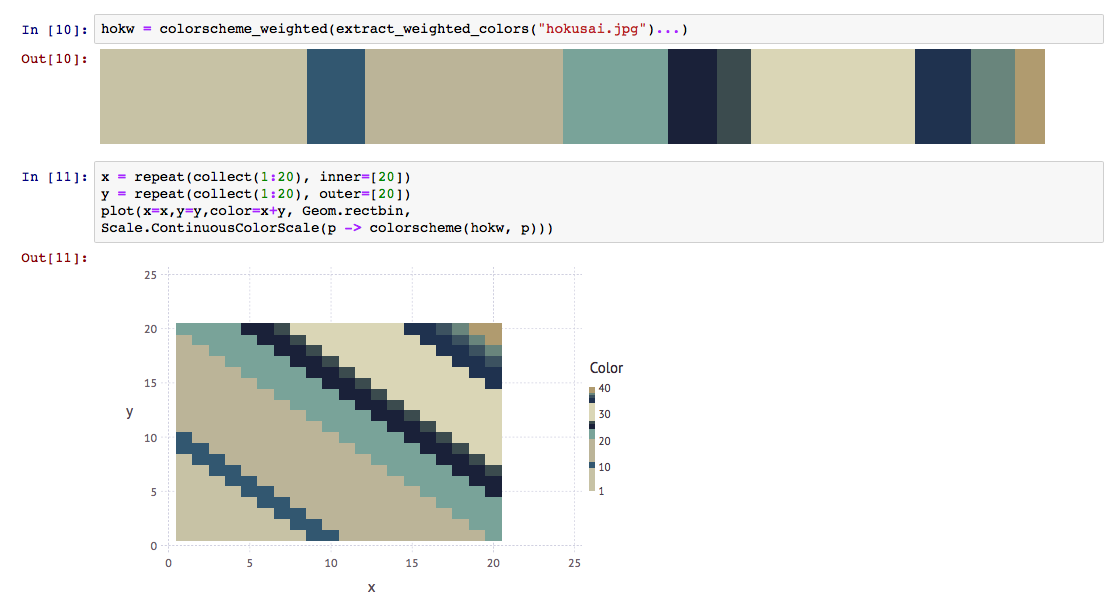 In [10]: hokw = colorscheme_weighted(extract_weighted_colors("hokusai.jpg")...)
Out[10]:
In [11]: x = repeat(collect(1:20), inner=[20])
y = repeat(collect(1:20), outer=[20])
plot(x=x,y=y,color=x+y, Geom.rectbin,
Scale.ContinuousColorScale(p -> colorscheme(hokw, p)))
Out[11]:
25
20
15
10
5
0
y
0 5 10 15 20 25
x
Color
40
30
20
10
1